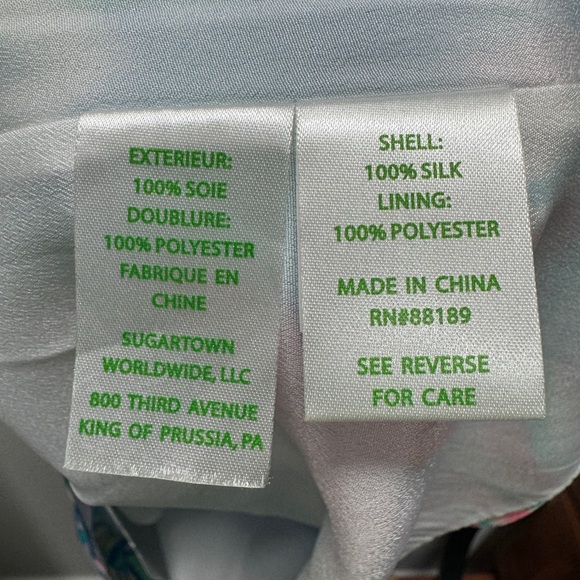 EXTERIEUR:
100% SOIE
DOUBLURE:
100% POLYESTER
FABRIQUE EN
CHINE
SUGARTOWN
WORLDWIDE, LLC
800 THIRD AVENUE
KING OF PRUSSIA, PA
SHELL:
100% SILK
LINING:
100% POLYESTER
MADE IN CHINA
RN#88189
SEE REVERSE
FOR CARE